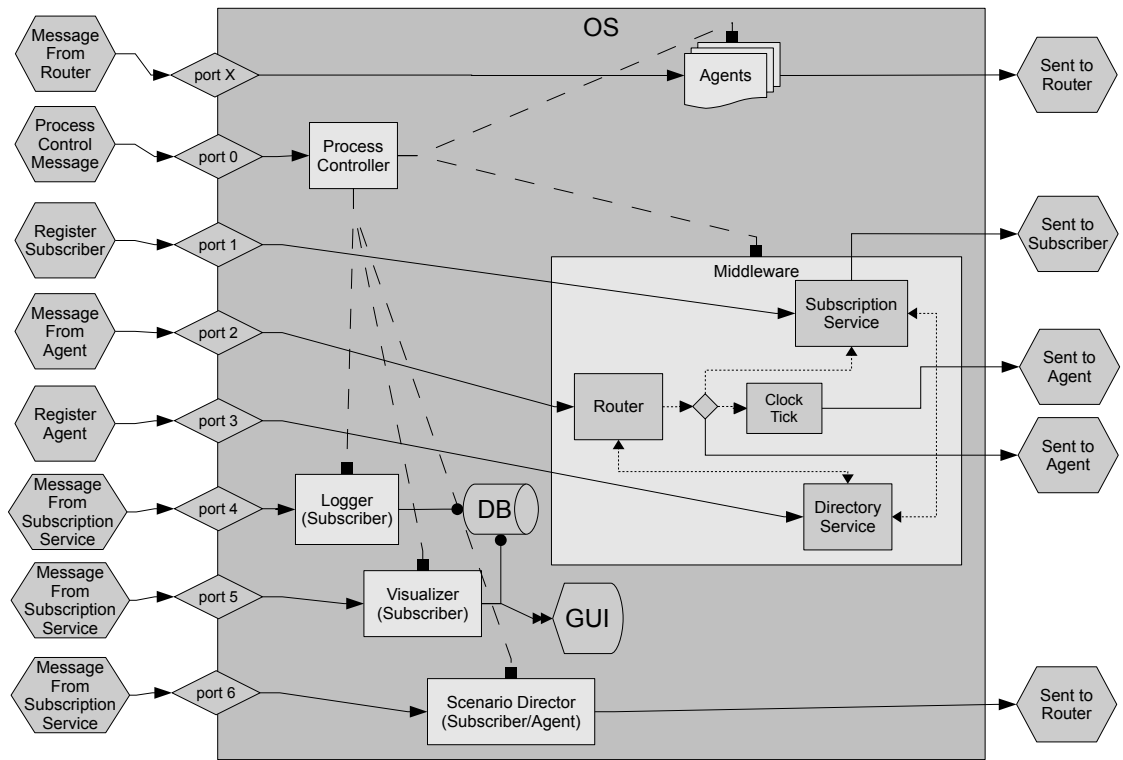 OS
Message
From
Router
port X
Agents
Sent to
Router
Process
Control
Message
port 0
Process
Controller
Register
Subscriber
port 1
Sent to
Subscriber
Middleware
Subscription
Service
Message
From
Agent
port 2
Router
Clock
Tick
Sent to
Agent
Register
Agent
port 3
Sent to
Agent
Directory
Service
Message
From
Subscription
Service
port 4
Logger
(Subscriber)
DB
Message
From
Subscription
Service
port 5
Visualizer
(Subscriber)
GUI
Message
From
Subscription
Service
port 6
Scenario Director
(Subscriber/Agent)
Sent to
Router